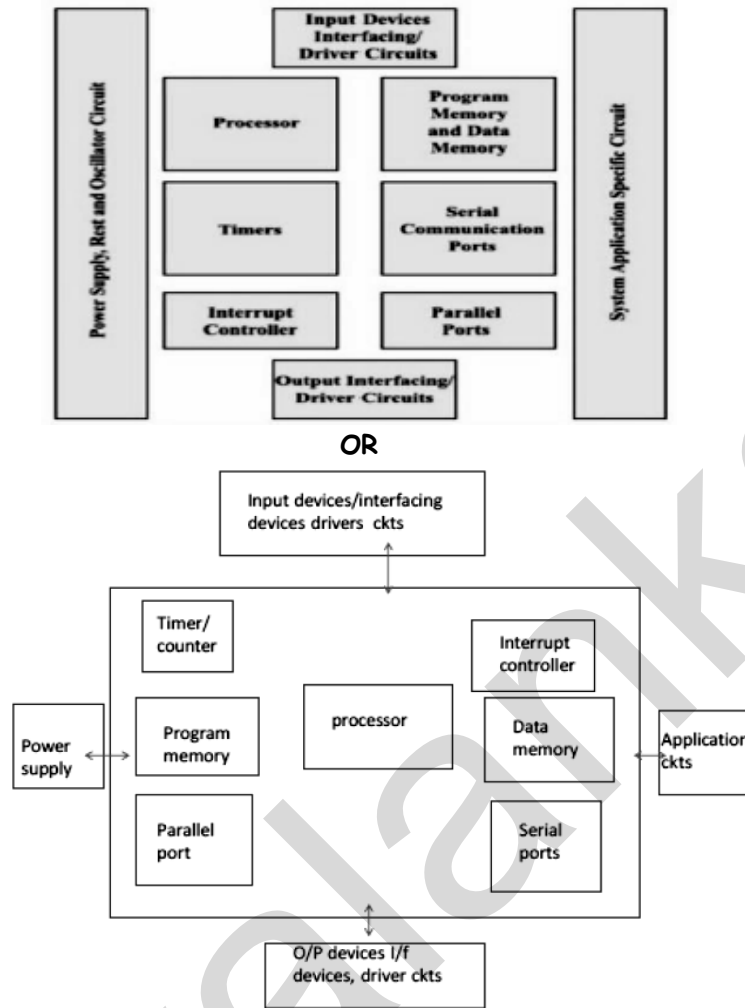 Input Devices
Interfacing/
Driver Circuits
Power Supply, Rest and Oscillator Circuit
Processor
Program
Memory
and Data
Memory
System Application Specific Circuit
Timers
Serial
Communication
Ports
Interrupt
Controller
Parallel
Ports
Output Interfacing/
Driver Circuits
OR
Input devices/interfacing
devices drivers ckts
Timer/
counter
Interrupt
controller
processor
Power
supply
Program
memory
Data
memory
Application
ckts
Parallel
port
Serial
ports
O/P devices I/f
devices, driver ckts